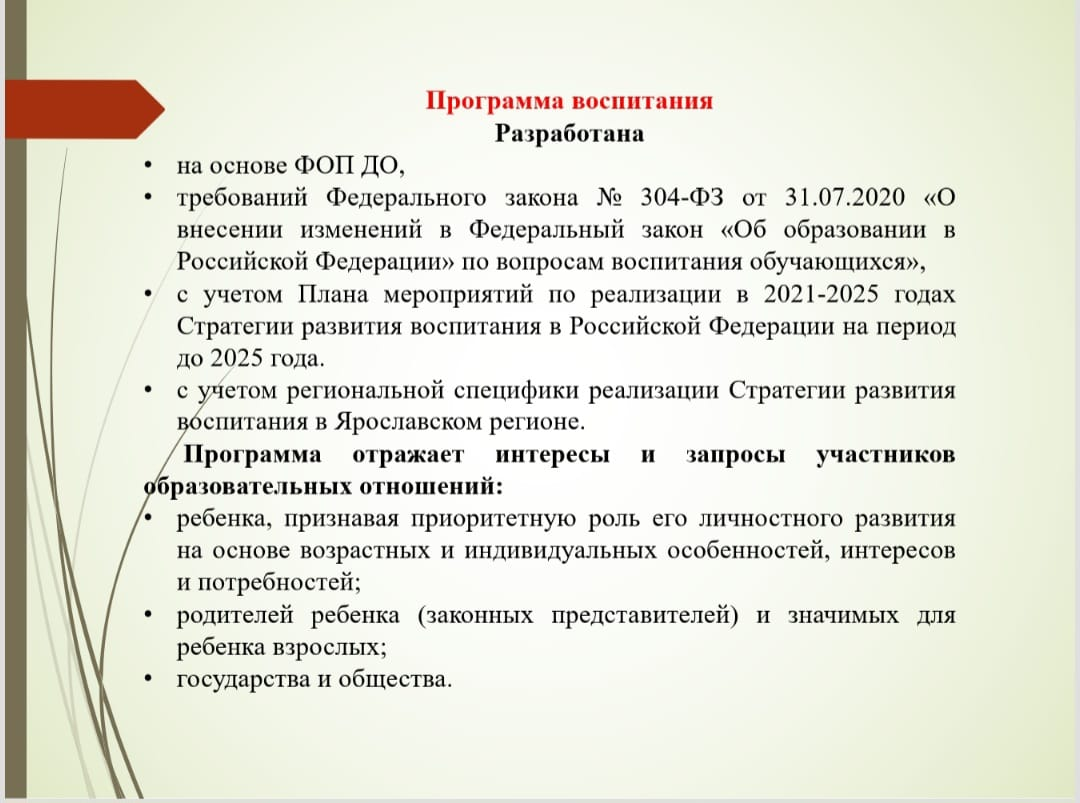 Программа воспитания
Разработана
• на основе ФОП ДО,
• требований Федерального закона № 304-ФЗ от 31.07.2020 «О
внесении изменений в Федеральный закон «Об образовании в
Российской Федерации» по вопросам воспитания обучающихся»,
• с учетом Плана мероприятий по реализации в 2021-2025 годах
Стратегии развития воспитания в Российской Федерации на период
до 2025 года.
• с учетом региональной специфики реализации Стратегии развития
воспитания в Ярославском регионе.
Программа отражает интересы и запросы участников
образовательных отношений:
• ребенка, признавая приоритетную роль его личностного развития
на основе возрастных и индивидуальных особенностей, интересов
и потребностей;
• родителей ребенка (законных представителей) и значимых для
ребенка взрослых;
• государства и общества.